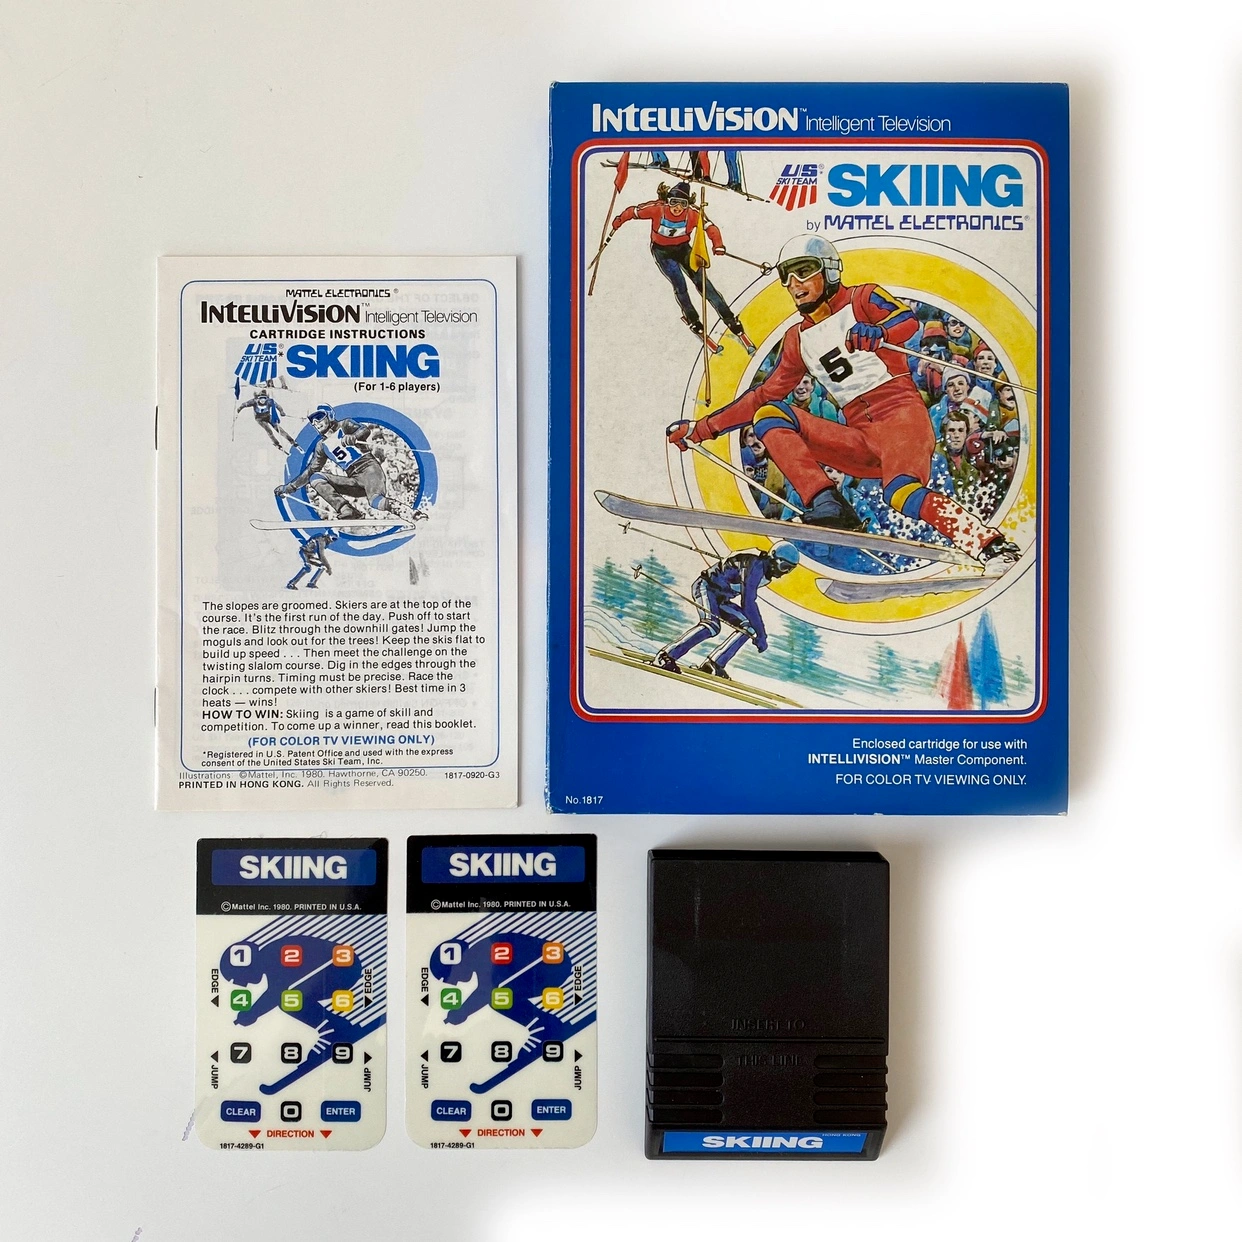 INTELLIVISION™ Intelligent Television
US
SKI TEAM®
SKIING
by MATTEL ELECTRONICS®
1
5
Enclosed cartridge for use with
INTELLIVISION™ Master Component.
FOR COLOR TV VIEWING ONLY.
No.1817
MATTEL ELECTRONICS®
INTELLIVISION™ Intelligent Television
CARTRIDGE INSTRUCTIONS
US
SKI TEAM®*
SKIING
(For 1-6 players)
5
The slopes are groomed. Skiers are at the top of the
course. It's the first run of the day. Push off to start
the race. Blitz through the downhill gates! Jump the
moguls and look out for the trees! Keep the skis flat to
build up speed . . . Then meet the challenge on the
twisting slalom course. Dig in the edges through the
hairpin turns. Timing must be precise. Race the
clock . . . compete with other skiers! Best time in 3
heats — wins!
HOW TO WIN: Skiing is a game of skill and
competition. To come up a winner, read this booklet.
(FOR COLOR TV VIEWING ONLY)
*Registered in U.S. Patent Office and used with the express
consent of the United States Ski Team, Inc.
Illustrations ©Mattel, Inc. 1980. Hawthorne, CA 90250. 1817-0920-G3
PRINTED IN HONG KONG. All Rights Reserved.
SKIING
©Mattel Inc. 1980. PRINTED IN U.S.A.
1 2 3
EDGE EDGE
4 5 6
7 8 9
JUMP JUMP
CLEAR 0 ENTER
DIRECTION
1817-4289-G1
SKIING
©Mattel Inc. 1980. PRINTED IN U.S.A.
1 2 3
EDGE EDGE
4 5 6
7 8 9
JUMP JUMP
CLEAR 0 ENTER
DIRECTION
1817-4289-G1
INSERT TO
THIS LINE
SKIING
HONG KONG